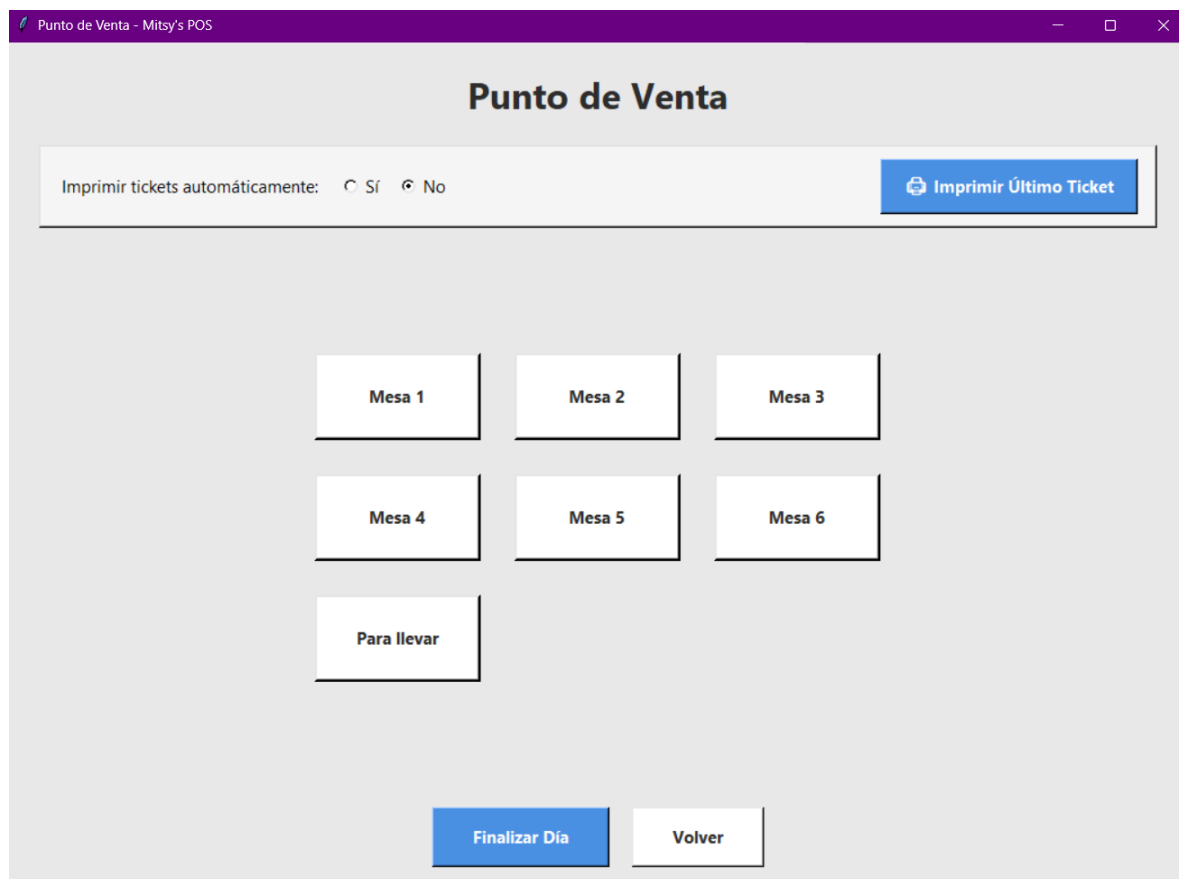 Punto de Venta - Mitsy's POS
Punto de Venta
Imprimir tickets automáticamente: Sí No
Imprimir Último Ticket
Mesa 1
Mesa 2
Mesa 3
Mesa 4
Mesa 5
Mesa 6
Para llevar
Finalizar Día
Volver